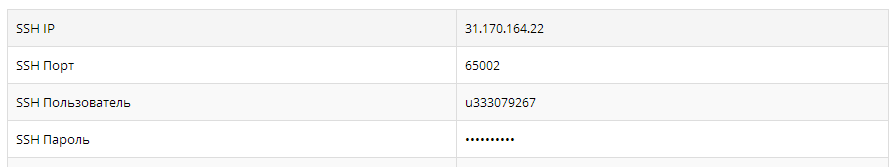 SSH IP 31.170.164.22
SSH Порт 65002
SSH Пользователь u333079267
SSH Пароль ••••••••••